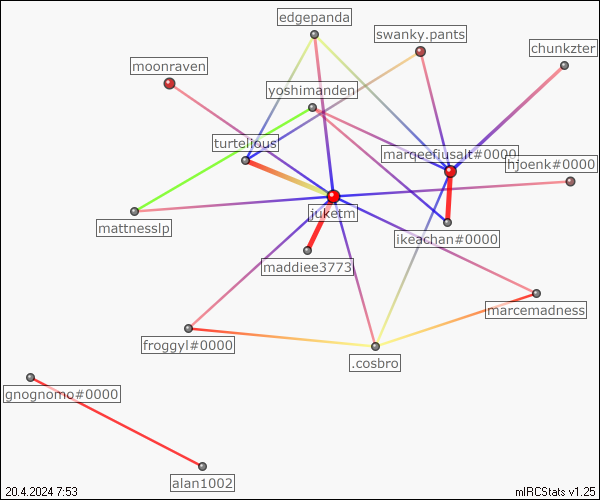 edgepanda
swanky.pants
chunkzter
moonraven
yoshimanden
turtellous
marqeefiusalt#0000
hjoenk#0000
mattnesslp
juketm
ikeachan#0000
maddiee3773
marcemadness
froggyl#0000
.cosbro
gnognomo#0000
alan1002
20.4.2024 7:53
mIRCStats v1.25